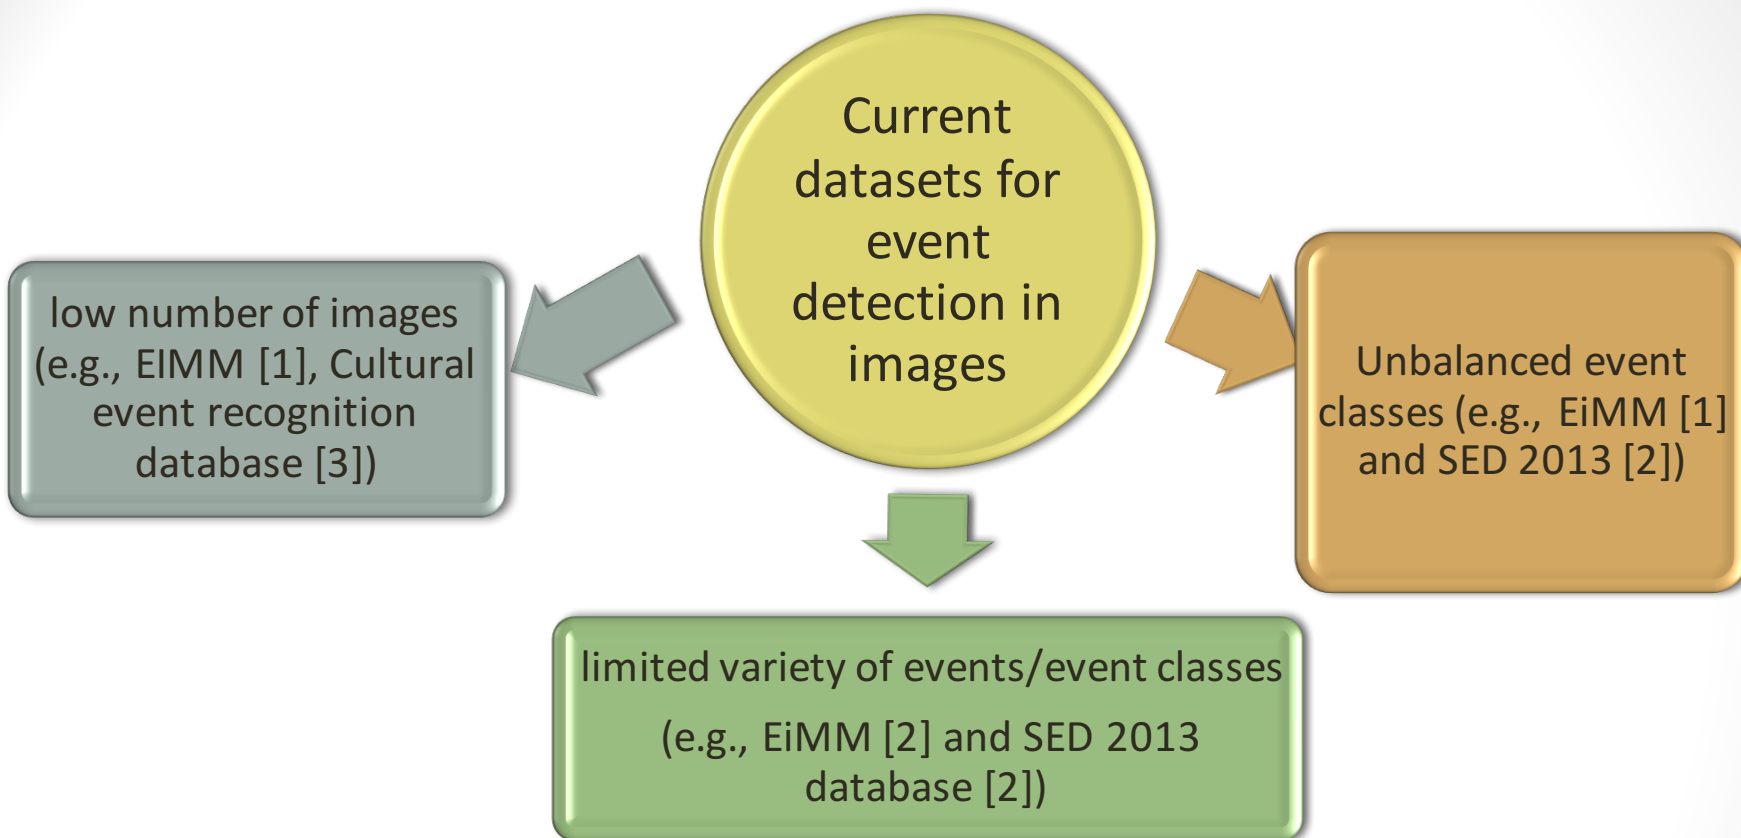 Current
datasets for
event
detection in
images
low number of images
(e.g., EIMM [1], Cultural
event recognition
database [3])
Unbalanced event
classes (e.g., EiMM [1]
and SED 2013 [2])
limited variety of events/event classes
(e.g., EiMM [2] and SED 2013
database [2])